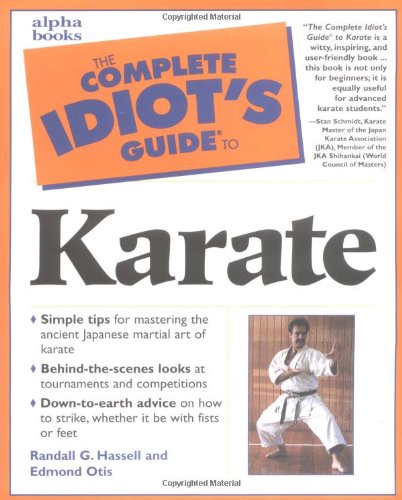 Copyrighted Material
alpha
books
THE
COMPLETE
IDIOT'S
GUIDE® TO
"The Complete Idiot's
Guide® to Karate is a
witty, inspiring, and
user-friendly book ...
this book is not only
for beginners; it is
equally useful
for advanced
karate students."
—Stan Schmidt, Karate
Master of the Japan
Karate Association
(JKA), Member of the
JKA Shihankai (World
Council of Masters)
Karate
♦ Simple tips for mastering the
ancient Japanese martial art of
karate
♦ Behind-the-scenes looks at
tournaments and competitions
♦ Down-to-earth advice on how
to strike, whether it be with fists
or feet
Randall G. Hassell and
Edmond Otis
Copyrighted Material